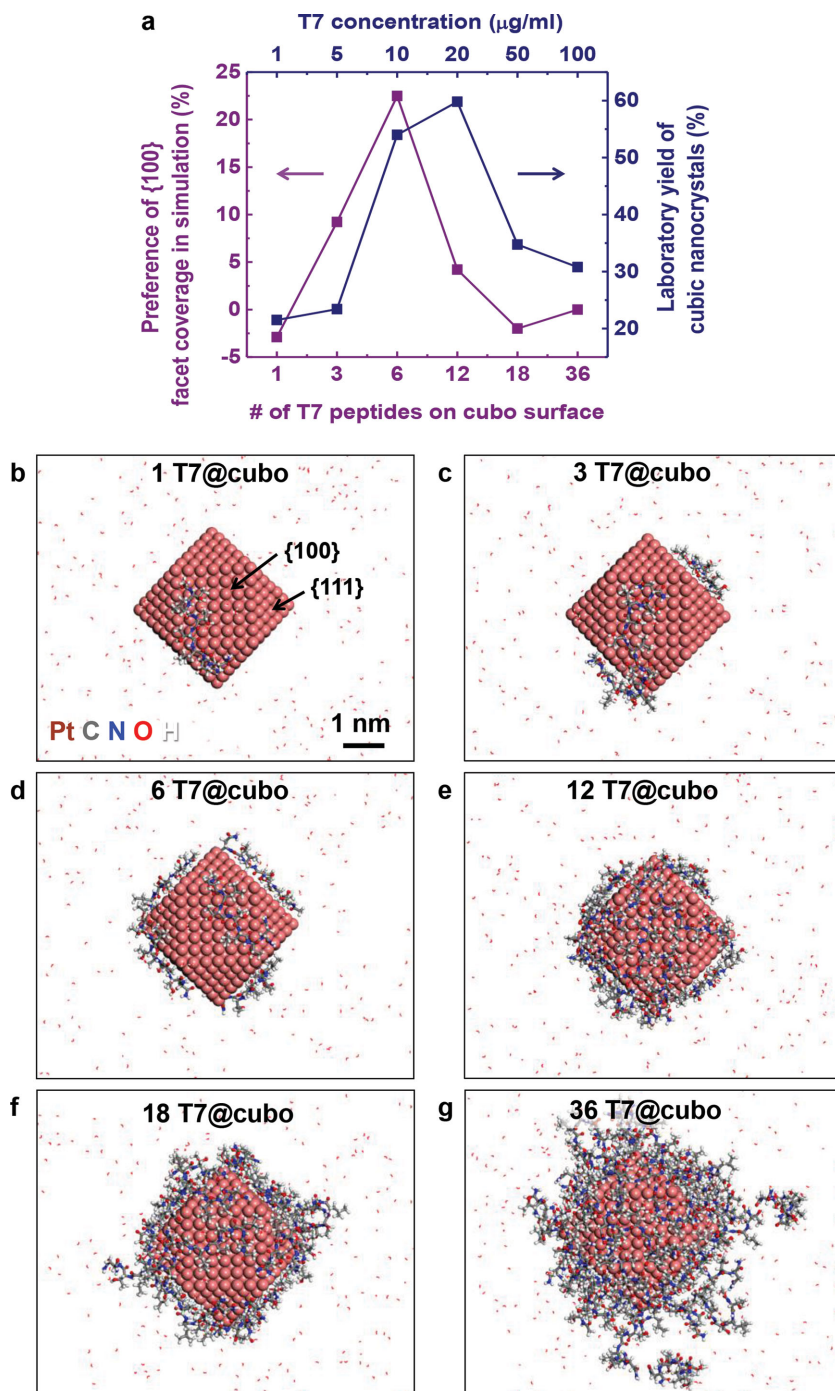 a
T7 concentration (μg/ml)
1 5 10 20 50 100
25
20
15
10
5
0
-5
60
50
40
30
20
Preference of {100}
facet coverage in simulation (%)
Laboratory yield of
cubic nanocrystals (%)
1 3 6 12 18 36
# of T7 peptides on cubo surface
b
1 T7@cubo
{100}
{111}
Pt C N O H
1 nm
c
3 T7@cubo
d
6 T7@cubo
e
12 T7@cubo
f
18 T7@cubo
g
36 T7@cubo